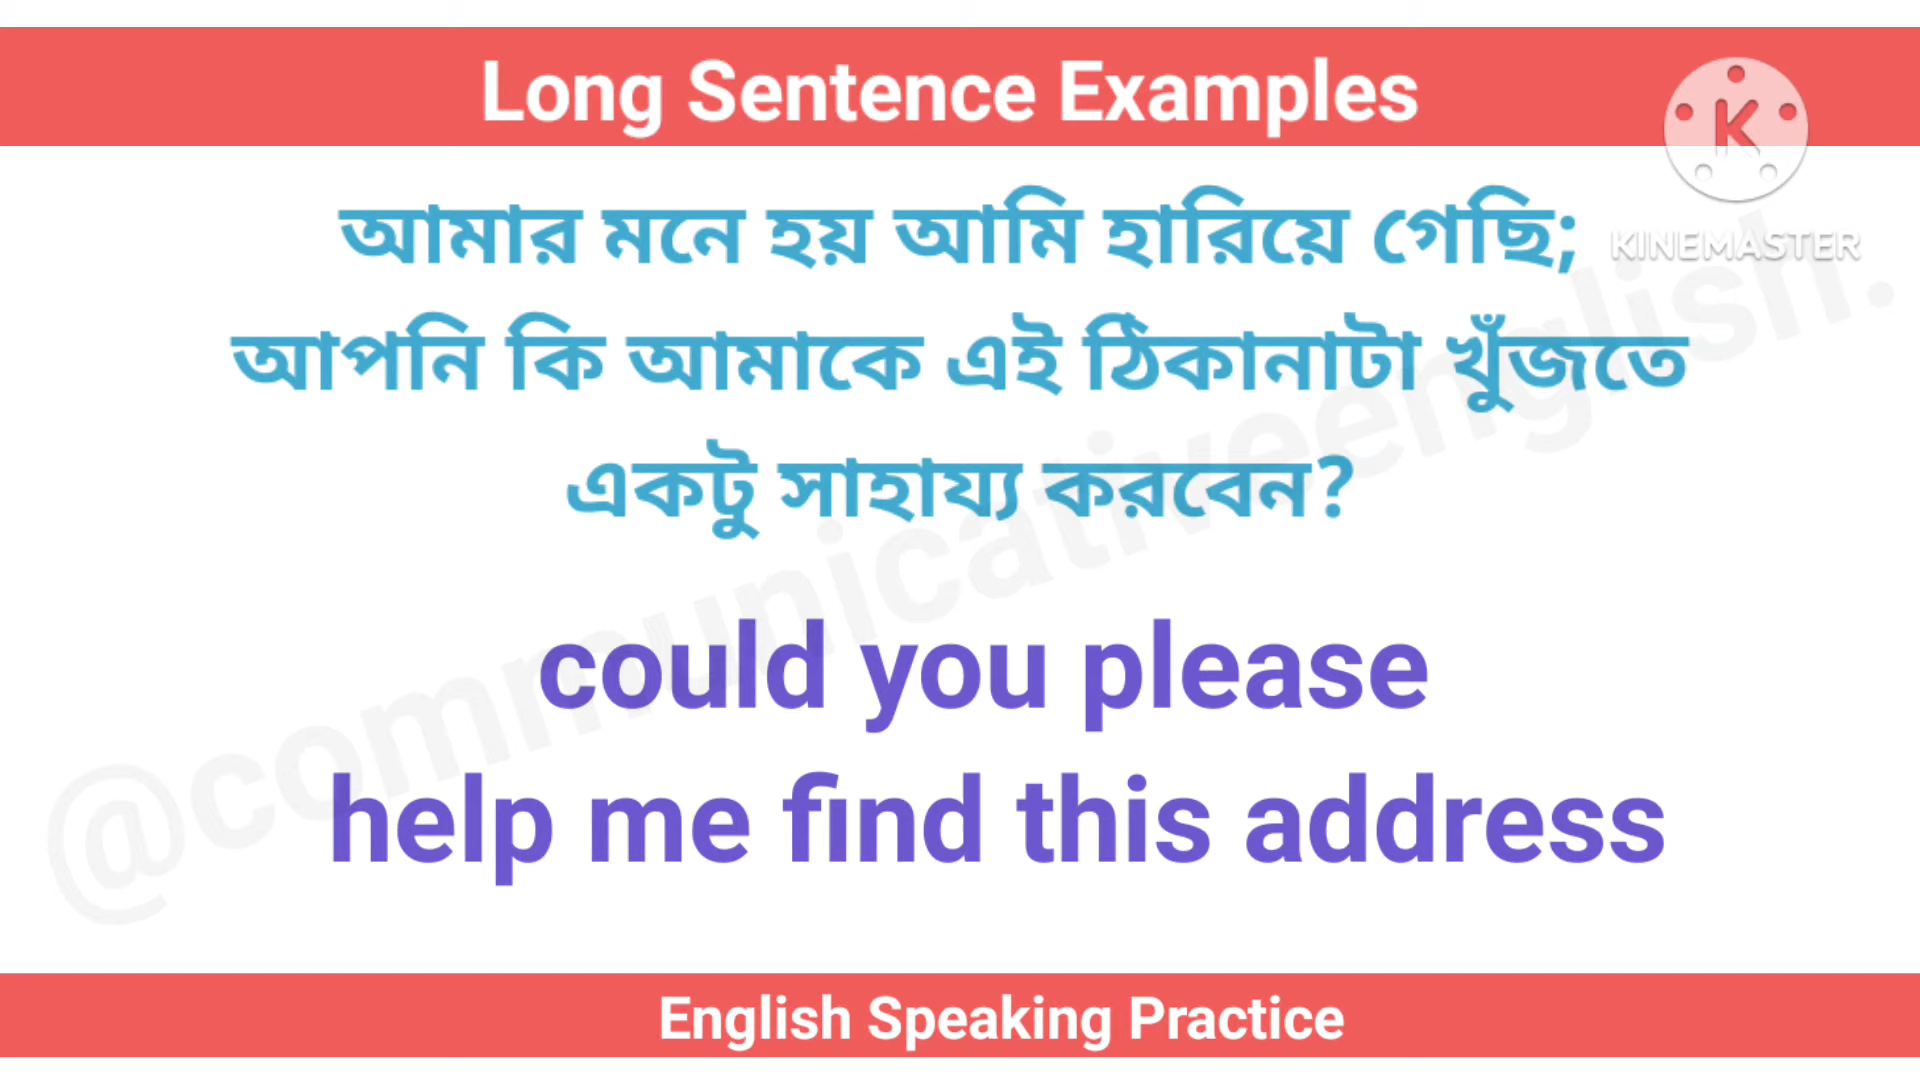 Long Sentence Examples
KINEMASTER
আমার মনে হয় আমি হারিয়ে গেছি;
আপনি কি আমাকে এই ঠিকানাটা খুঁজতে
একটু সাহায্য করবেন?
could you please
help me find this address
@communicativeenglish.
English Speaking Practice